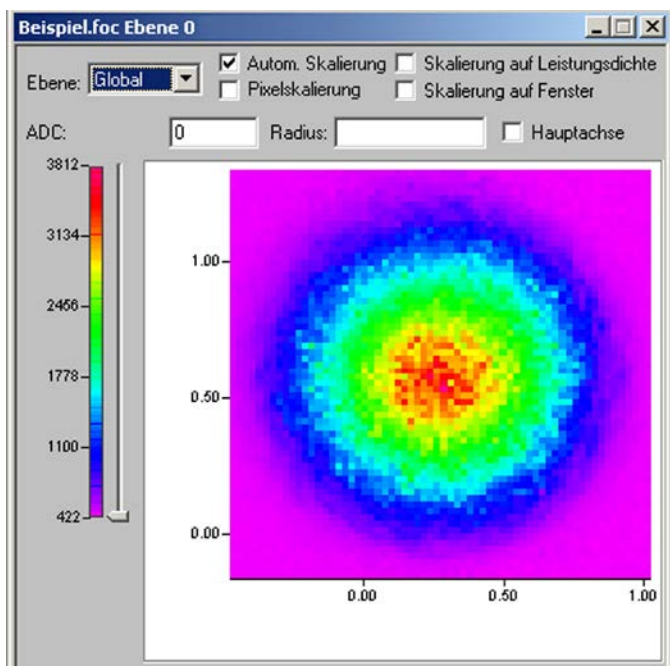 Beispiel.foc Ebene 0
Ebene: Global
Autom. Skalierung
Skalierung auf Leistungsdichte
Pixelskalierung
Skalierung auf Fenster
ADC: 0 Radius: Hauptachse
3812
3134
2466
1778
1100
422
1.00
0.50
0.00
0.00 0.50 1.00